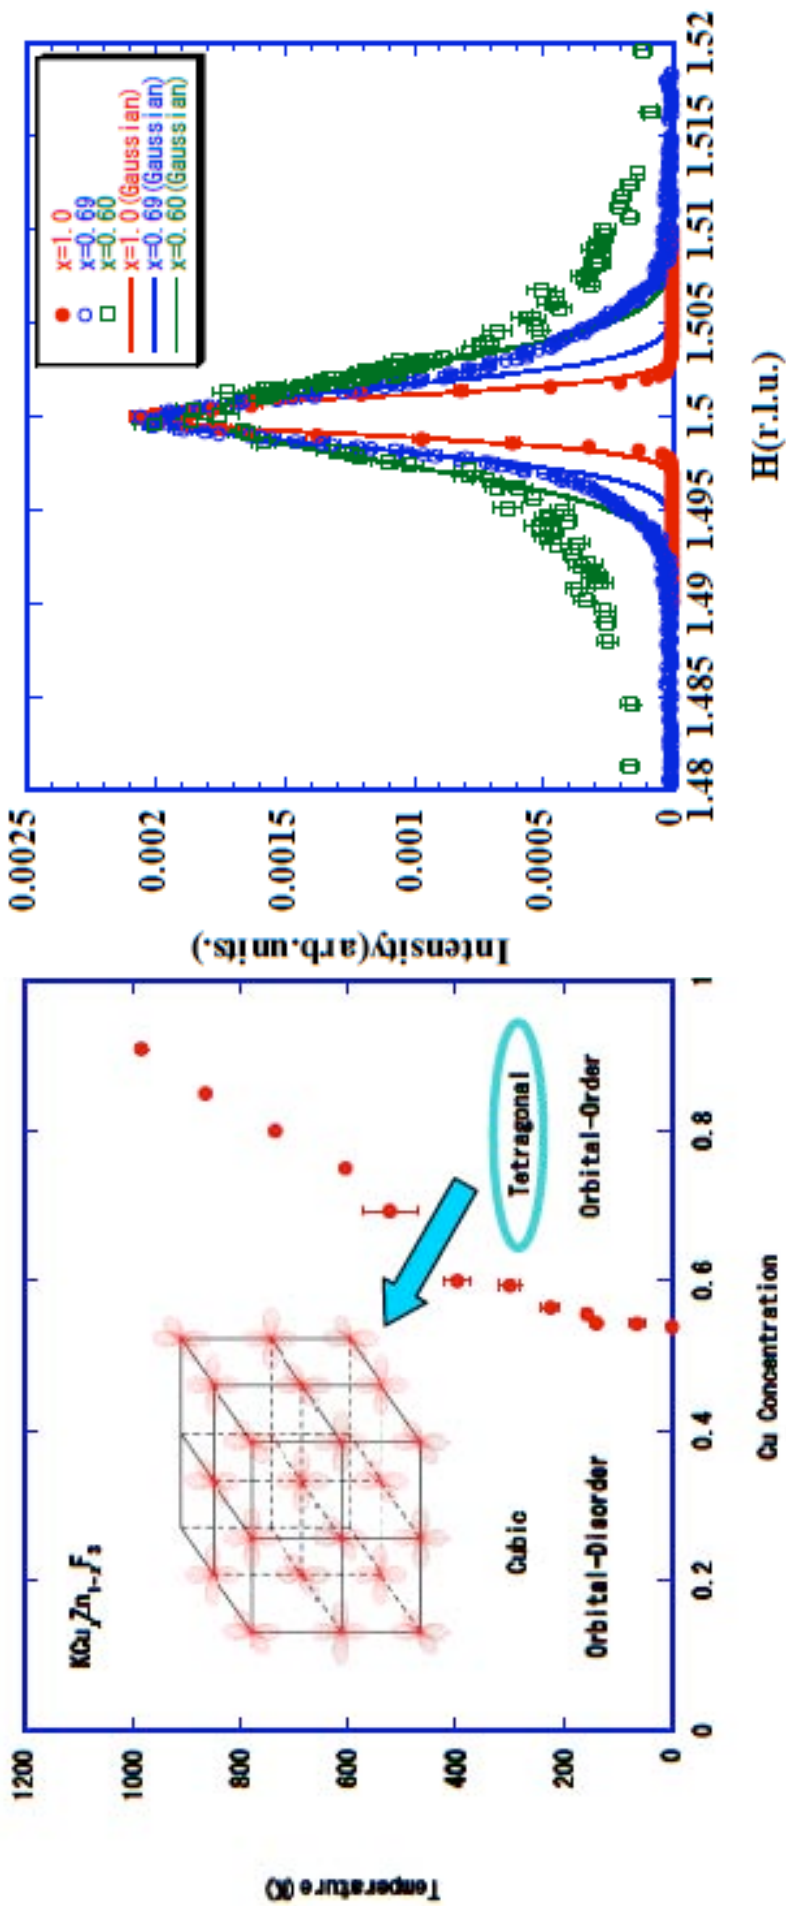 1200
1000
800
600
400
200
0
Temperature(K)
KCuxZn1-xF3
Cubic
Tetragonal
Orbital-Disorder
Orbital-Order
0
0.2
0.4
0.6
0.8
1
Cu Concentration
0.0025
0.002
0.0015
0.001
0.0005
0
Intensity(arb.units.)
x=1.0
x=0.69
x=0.60
x=1.0(Gaussian)
x=0.69(Gaussian)
x=0.60(Gaussian)
1.48
1.485
1.49
1.495
1.5
1.505
1.51
1.515
1.52
H(r.l.u.)